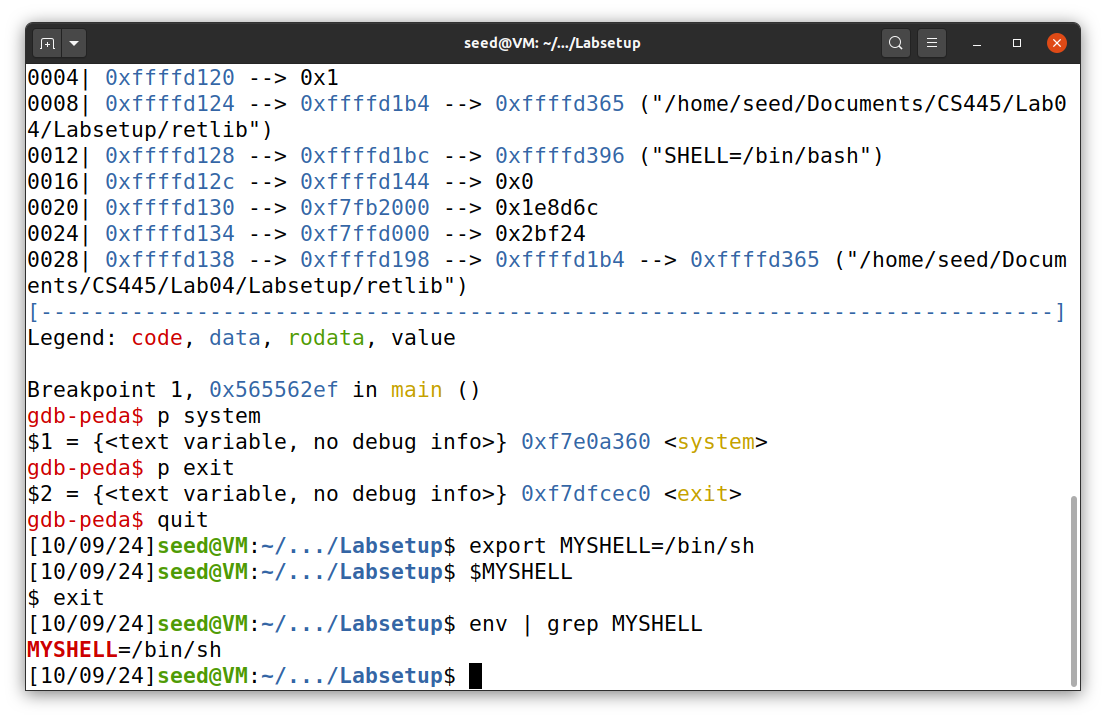 seed@VM: ~/.../Labsetup
0004| 0xffffd120 --> 0x1
0008| 0xffffd124 --> 0xffffd1b4 --> 0xffffd365 ("/home/seed/Documents/CS445/Lab0
4/Labsetup/retlib")
0012| 0xffffd128 --> 0xffffd1bc --> 0xffffd396 ("SHELL=/bin/bash")
0016| 0xffffd12c --> 0xffffd144 --> 0x0
0020| 0xffffd130 --> 0xf7fb2000 --> 0x1e8d6c
0024| 0xffffd134 --> 0xf7ffd000 --> 0x2bf24
0028| 0xffffd138 --> 0xffffd198 --> 0xffffd1b4 --> 0xffffd365 ("/home/seed/Docum
ents/CS445/Lab04/Labsetup/retlib")
[------------------------------------------------------------------------------]
Legend: code, data, rodata, value
Breakpoint 1, 0x565562ef in main ()
gdb-peda$ p system
$1 = {<text variable, no debug info>} 0xf7e0a360 <system>
gdb-peda$ p exit
$2 = {<text variable, no debug info>} 0xf7dfcec0 <exit>
gdb-peda$ quit
[10/09/24]seed@VM:~/.../Labsetup$ export MYSHELL=/bin/sh
[10/09/24]seed@VM:~/.../Labsetup$ $MYSHELL
$ exit
[10/09/24]seed@VM:~/.../Labsetup$ env | grep MYSHELL
MYSHELL=/bin/sh
[10/09/24]seed@VM:~/.../Labsetup$